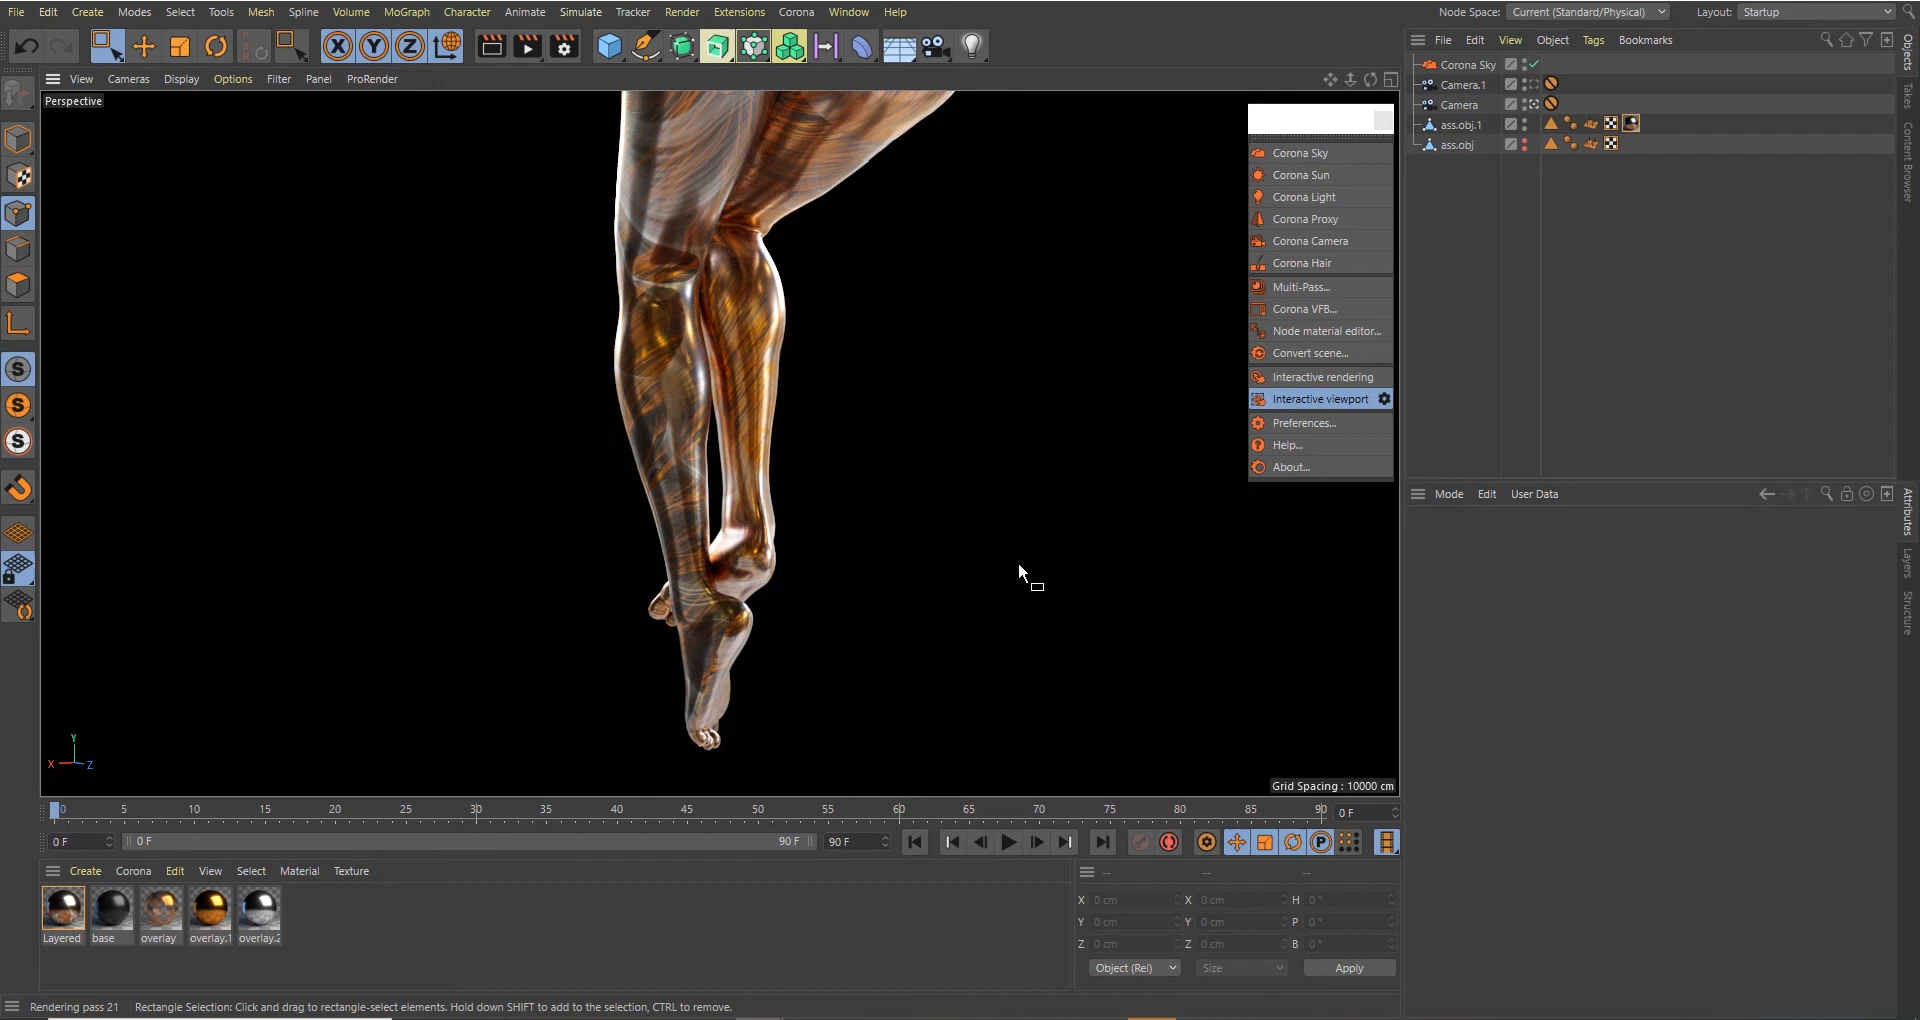 File Edit Create Modes Select Tools Mesh Spline Volume MoGraph Character Animate Simulate Tracker Render Extensions Corona Window Help
Node Space: Current (Standard/Physical) Layout: Startup
View Cameras Display Options Filter Panel ProRender
Perspective
Corona Sky
Corona Sun
Corona Light
Corona Proxy
Corona Camera
Corona Hair
Multi-Pass...
Corona VFB...
Node material editor...
Convert scene...
Interactive rendering
Interactive viewport
Preferences...
Help...
About...
Y
X Z
Grid Spacing : 10000 cm
File Edit View Object Tags Bookmarks
Corona Sky
Camera.1
Camera
ass.obj.1
ass.obj
Objects
Takes
Content Browser
Mode Edit User Data
Attributes
Layers
Structure
0 5 10 15 20 25 30 35 40 45 50 55 60 65 70 75 80 85 90 0 F
0 F 0 F 90 F 90 F
Create Corona Edit View Select Material Texture
Layered base overlay overlay.1 overlay.2
-- -- --
X 0 cm X 0 cm H 0 °
Y 0 cm Y 0 cm P 0 °
Z 0 cm Z 0 cm B 0 °
Object (Rel) Size Apply
Rendering pass 21 Rectangle Selection: Click and drag to rectangle-select elements. Hold down SHIFT to add to the selection, CTRL to remove.